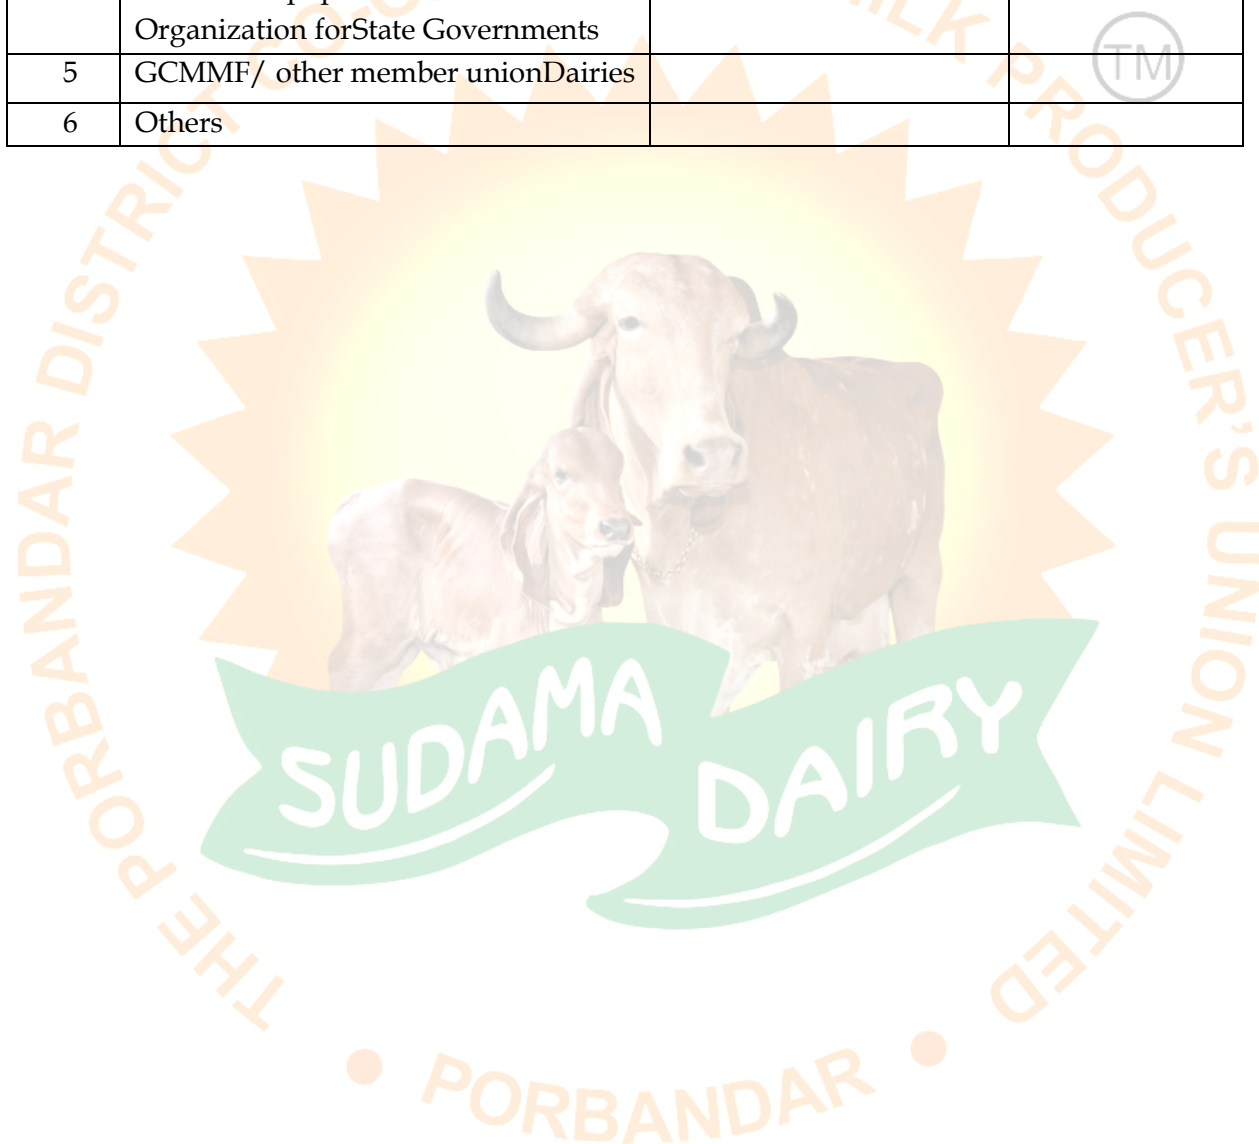 Organization forState Governments
TM
5 GCMMF/ other member unionDairies
6 Others
THE PORBANDAR DISTRICT CO-O MILK PRODUCER'S UNION LIMITED
SUDAMA DAIRY
• PORBANDAR •